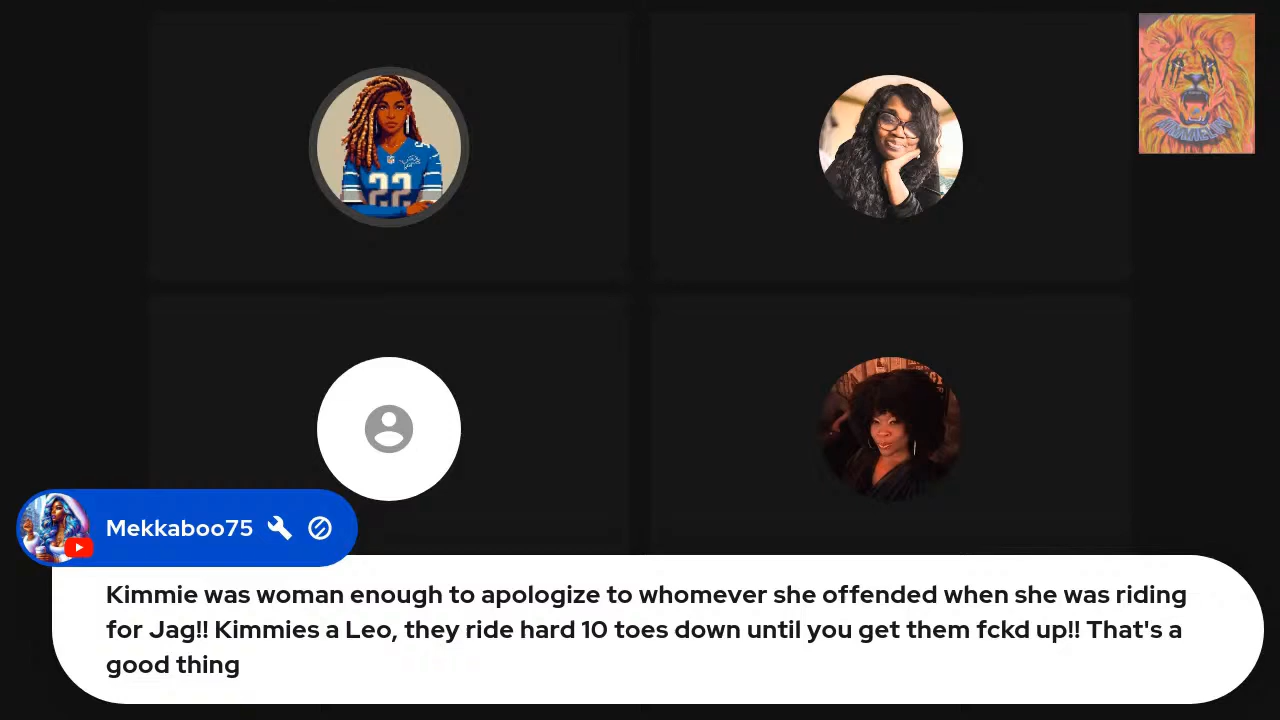 22
Mekkaboo75
Kimmie was woman enough to apologize to whomever she offended when she was riding
for Jag!! Kimmies a Leo, they ride hard 10 toes down until you get them fckd up!! That's a
good thing